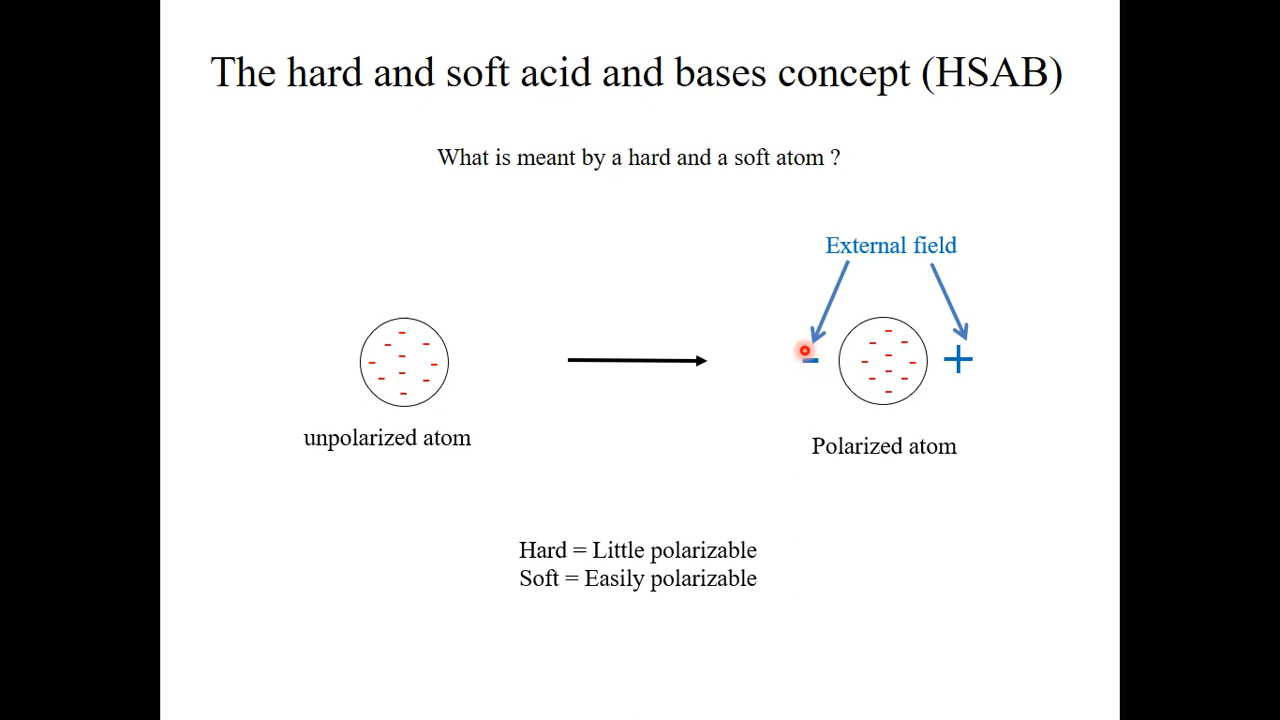 The hard and soft acid and bases concept (HSAB)
What is meant by a hard and a soft atom ?
External field
- +
unpolarized atom
Polarized atom
Hard = Little polarizable
Soft = Easily polarizable